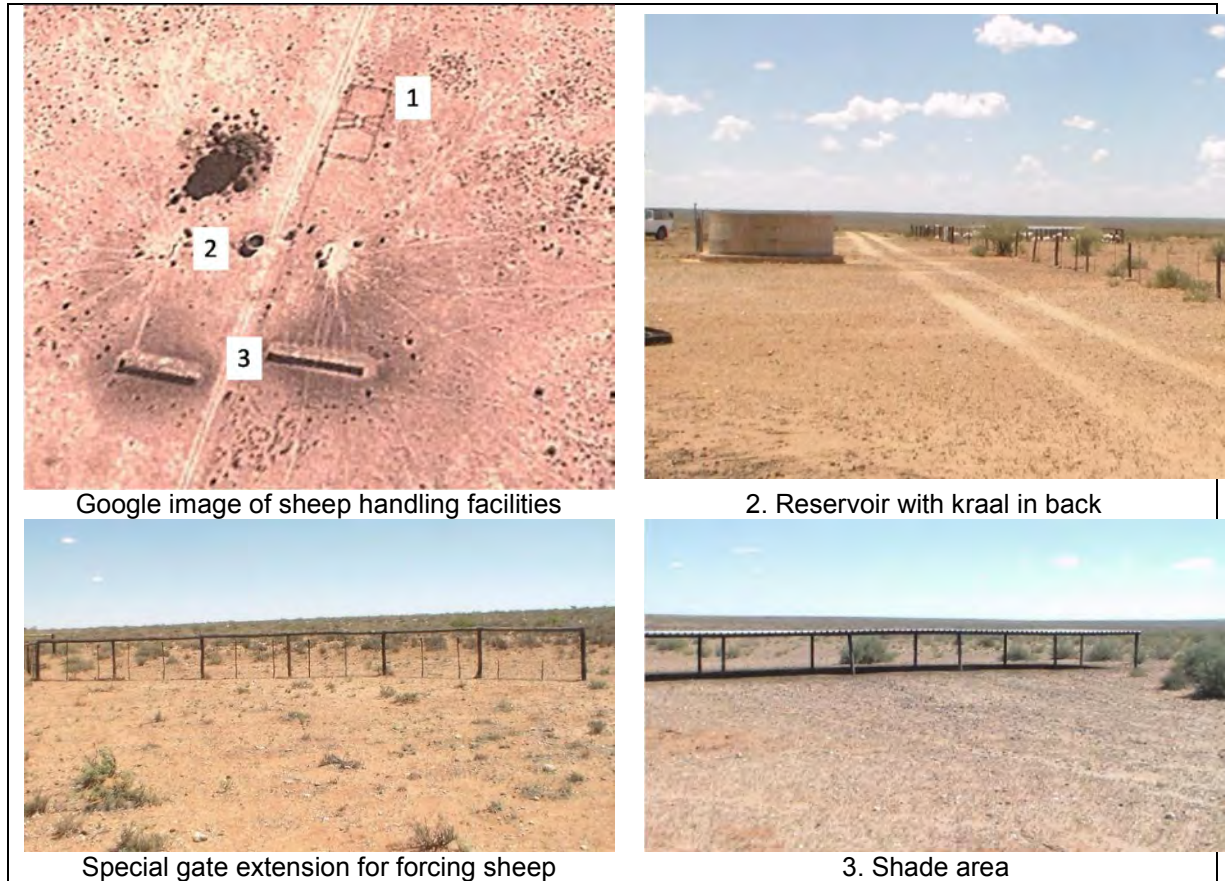 1
2
3
Google image of sheep handling facilities
2. Reservoir with kraal in back
Special gate extension for forcing sheep
3. Shade area